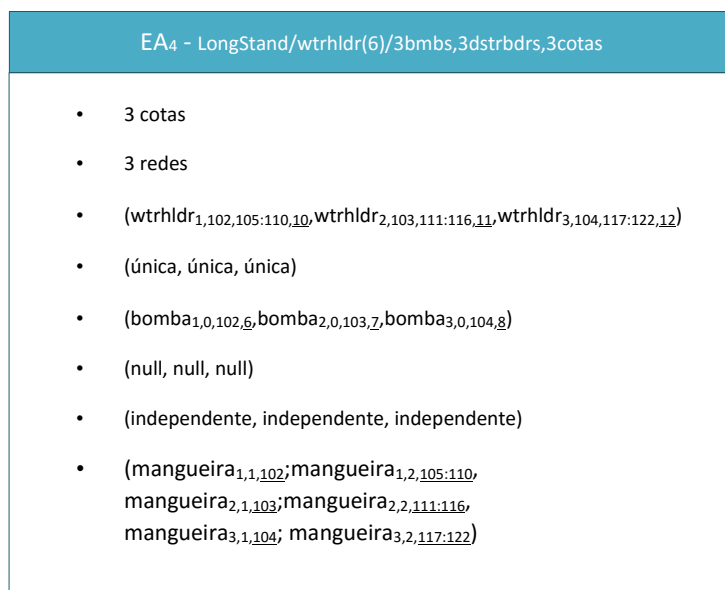 EA4 - LongStand/wtrhldr(6)/3bmbs,3dstrbdrs,3cotas
• 3 cotas
• 3 redes
• (wtrhldr1,102,105:110,10,wtrhldr2,103,111:116,11,wtrhldr3,104,117:122,12)
• (única, única, única)
• (bomba1,0,102,6,bomba2,0,103,7,bomba3,0,104,8)
• (null, null, null)
• (independente, independente, independente)
• (mangueira1,1,102;mangueira1,2,105:110,
mangueira2,1,103;mangueira2,2,111:116,
mangueira3,1,104; mangueira3,2,117:122)